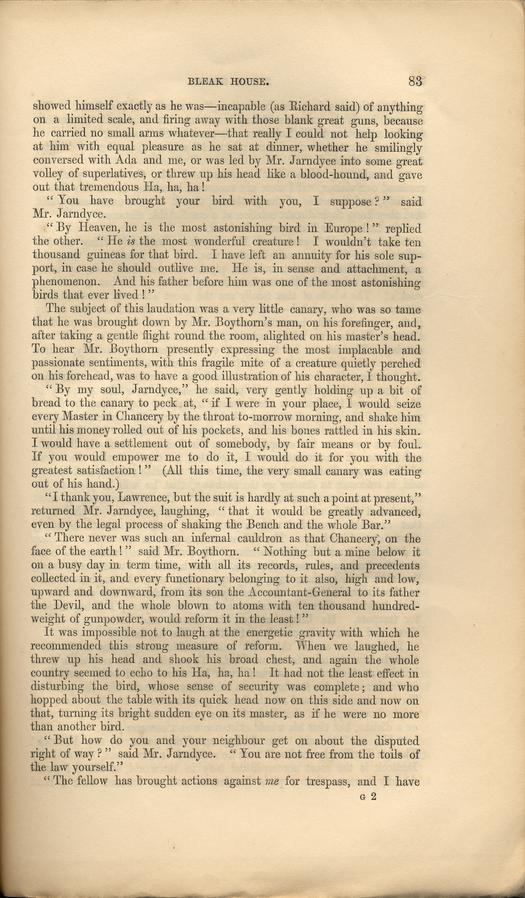 BLEAK HOUSE. 83
showed himself exactly as he was—incapable (as Richard said) of anything
on a limited scale, and firing away with those blank great guns, because
he carried no small arms whatever—that really I could not help looking
at him with equal pleasure as he sat at dinner, whether he smilingly
conversed with Ada and me, or was led by Mr. Jarndyce into some great
volley of superlatives, or threw up his head like a blood-hound, and gave
out that tremendous Ha, ha, ha!
“You have brought your bird with you, I suppose?” said
Mr. Jarndyce.
“By Heaven, he is the most astonishing bird in Europe!” replied
the other. “He is the most wonderful creature! I wouldn't take ten
thousand guineas for that bird. I have left an annuity for his sole sup-
port, in case he should outlive me. He is, in sense and attachment, a
phenomenon. And his father before him was one of the most astonishing
birds that ever lived!”
The subject of this laudation was a very little canary, who was so tame
that he was brought down by Mr. Boythorn's man, on his forefinger, and,
after taking a gentle flight round the room, alighted on his master's head.
To hear Mr. Boythorn presently expressing the most implacable and
passionate sentiments, with this fragile mite of a creature quietly perched
on his forehead, was to have a good illustration of his character, I thought.
“By my soul, Jarndyce,” he said, very gently holding up a bit of
bread to the canary to peck at, “if I were in your place, I would seize
every Master in Chancery by the throat to-morrow morning, and shake him
until his money rolled out of his pockets, and his bones rattled in his skin.
I would have a settlement out of somebody, by fair means or by foul.
If you would empower me to do it, I would do it for you with the
greatest satisfaction!” (All this time, the very small canary was eating
out of his hand.)
“I thank you, Lawrence, but the suit is hardly at such a point at present,”
returned Mr. Jarndyce, laughing, “that it would be greatly advanced,
even by the legal process of shaking the Bench and the whole Bar.”
“There never was such an infernal cauldron as that Chancery, on the
face of the earth!” said Mr. Boythorn. “Nothing but a mine below it
on a busy day in term time, with all its records, rules, and precedents
collected in it, and every functionary belonging to it also, high and low,
upward and downward, from its son the Accountant-General to its father
the Devil, and the whole blown to atoms with ten thousand hundred-
weight of gunpowder, would reform it in the least!”
It was impossible not to laugh at the energetic gravity with which he
recommended this strong measure of reform. When we laughed, he
threw up his head and shook his broad chest, and again the whole
country seemed to echo to his Ha, ha, ha! It had not the least effect in
disturbing the bird, whose sense of security was complete; and who
hopped about the table with its quick head now on this side and now on
that, turning its bright sudden eye on its master, as if he were no more
than another bird.
“But how do you and your neighbour get on about the disputed
right of way?” said Mr. Jarndyce. “You are not free from the toils of
the law yourself.”
“The fellow has brought actions against me for trespass, and I have
G 2